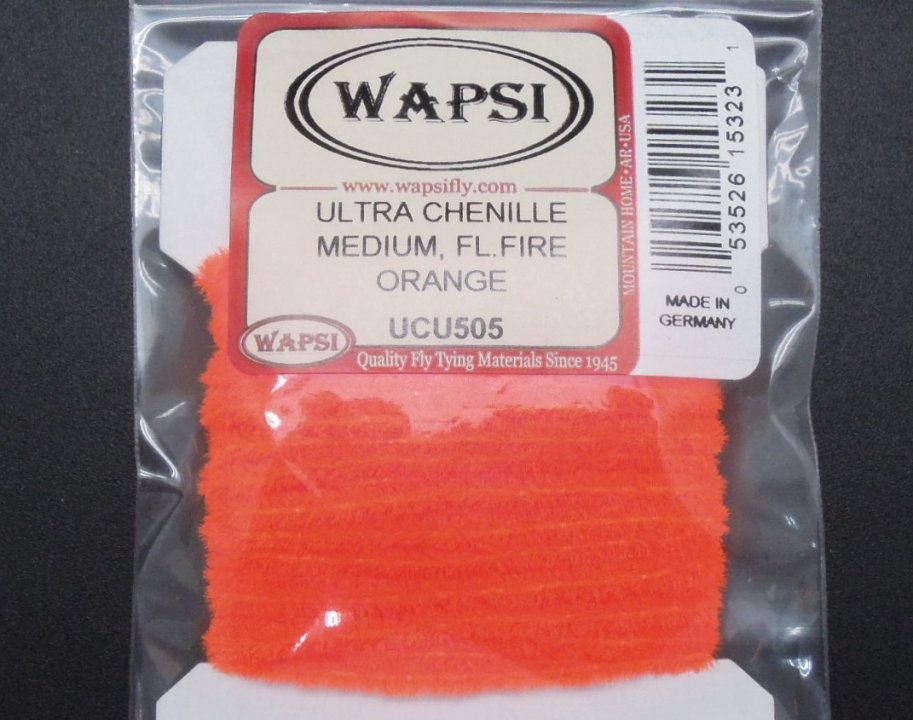 WAPSI
www.wapsifly.com
ULTRA CHENILLE
MEDIUM, FL.FIRE
ORANGE
UCU505
WAPSI
Quality Fly Tying Materials Since 1945
MOUNTAIN HOME•AR•USA
0 53526 15323 1
MADE IN
GERMANY